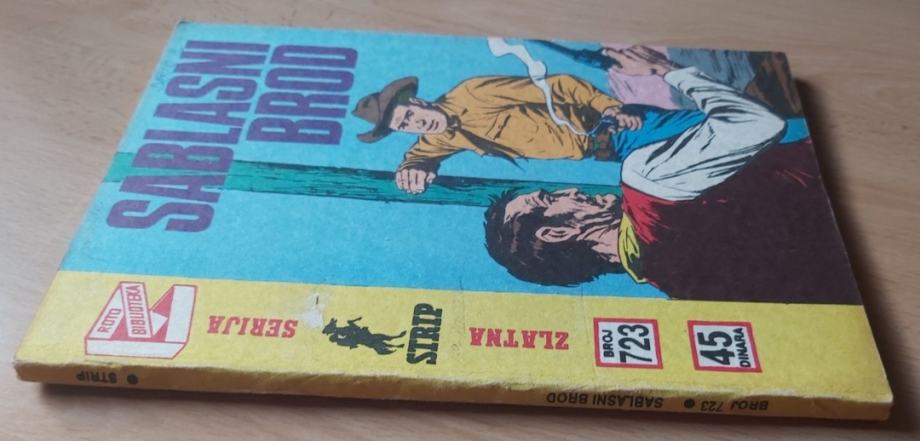 SABLASNI
BROD
ROTO
BIBLIOTEKA
ZLATNA
STRIP
SERIJA
BROJ
723
45
DINARA
BROJ 723 ● SABLASNI BROD
● STRIP